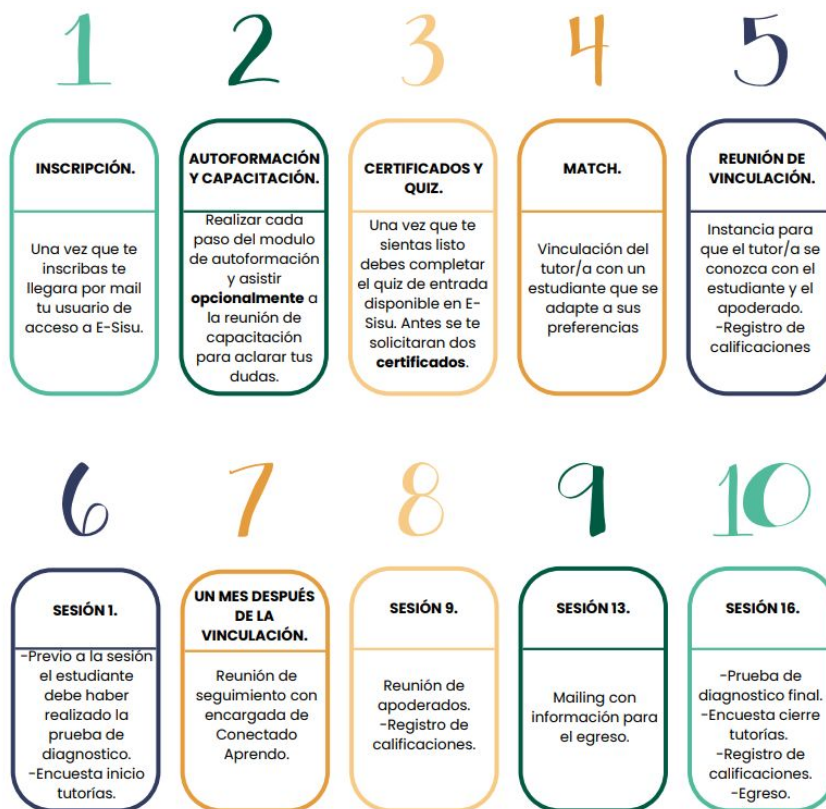 1
INSCRIPCIÓN.
Una vez que te
inscribas te
llegara por mail
tu usuario de
acceso a E-Sisu.
2
AUTOFORMACIÓN
Y CAPACITACIÓN.
Realizar cada
paso del modulo
de autoformación
y asistir
opcionalmente a
la reunión de
capacitación
para aclarar tus
dudas.
3
CERTIFICADOS Y
QUIZ.
Una vez que te
sientas listo
debes completar
el quiz de entrada
disponible en E-
Sisu. Antes se te
solicitaran dos
certificados.
4
MATCH.
Vinculación del
tutor/a con un
estudiante que se
adapte a sus
preferencias
5
REUNIÓN DE
VINCULACIÓN.
Instancia para
que el tutor/a se
conozca con el
estudiante y el
apoderado.
-Registro de
calificaciones
6
SESIÓN 1.
-Previo a la sesión
el estudiante
debe haber
realizado la
prueba de
diagnostico.
-Encuesta inicio
tutorías.
7
UN MES DESPUÉS
DE LA
VINCULACIÓN.
Reunión de
seguimiento con
encargada de
Conectado
Aprendo.
8
SESIÓN 9.
Reunión de
apoderados.
-Registro de
calificaciones.
9
SESIÓN 13.
Mailing con
información para
el egreso.
10
SESIÓN 16.
-Prueba de
diagnostico final.
-Encuesta cierre
tutorías.
-Registro de
calificaciones.
-Egreso.